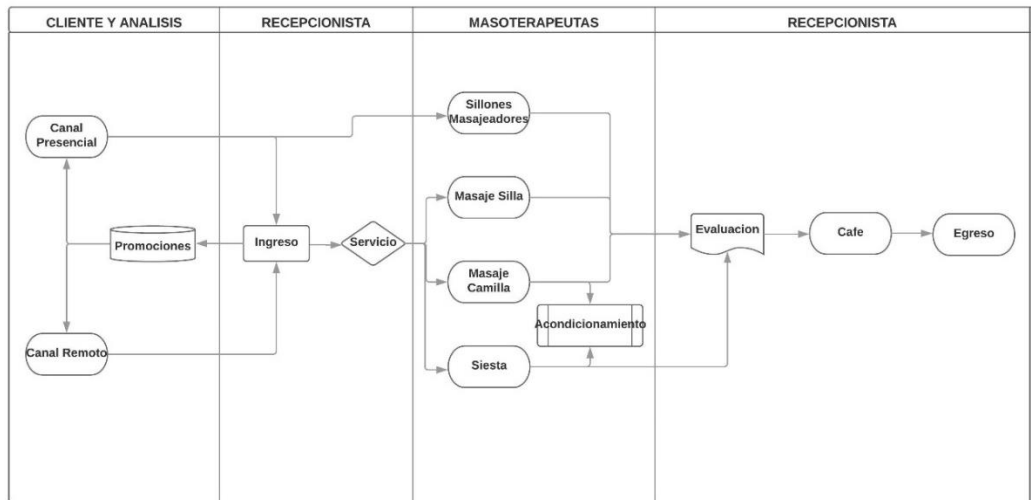 CLIENTE Y ANALISIS
RECEPCIONISTA
MASOTERAPEUTAS
RECEPCIONISTA
Canal
Presencial
Promociones
Canal Remoto
Ingreso
Servicio
Sillones
Masajeadores
Masaje Silla
Masaje
Camilla
Acondicionamiento
Siesta
Evaluacion
Cafe
Egreso